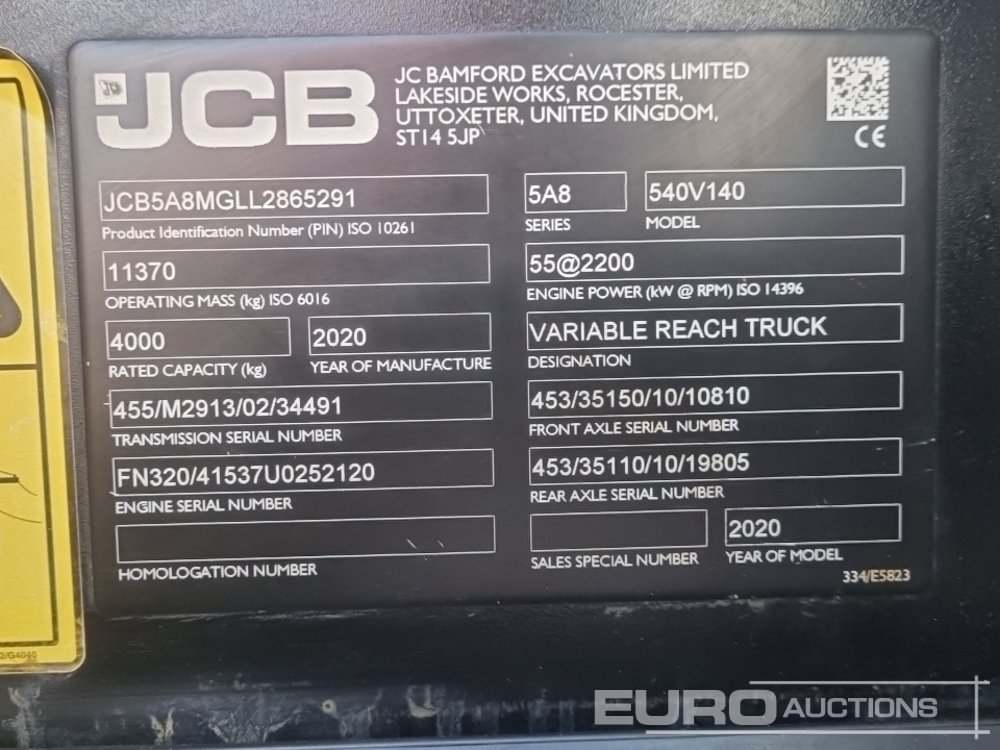 JCB
JC BAMFORD EXCAVATORS LIMITED
LAKESIDE WORKS, ROCESTER,
UTTOXETER, UNITED KINGDOM,
ST14 5JP
CE
JCB5A8MGLL2865291
Product Identification Number (PIN) ISO 10261
5A8
SERIES
540V140
MODEL
11370
OPERATING MASS (kg) ISO 6016
55@2200
ENGINE POWER (kW @ RPM) ISO 14396
4000
RATED CAPACITY (kg)
2020
YEAR OF MANUFACTURE
VARIABLE REACH TRUCK
DESIGNATION
455/M2913/02/34491
TRANSMISSION SERIAL NUMBER
453/35150/10/10810
FRONT AXLE SERIAL NUMBER
FN320/41537U0252120
ENGINE SERIAL NUMBER
453/35110/10/19805
REAR AXLE SERIAL NUMBER
HOMOLOGATION NUMBER
SALES SPECIAL NUMBER
2020
YEAR OF MODEL
334/E5823
2/G4040
EURO AUCTIONS